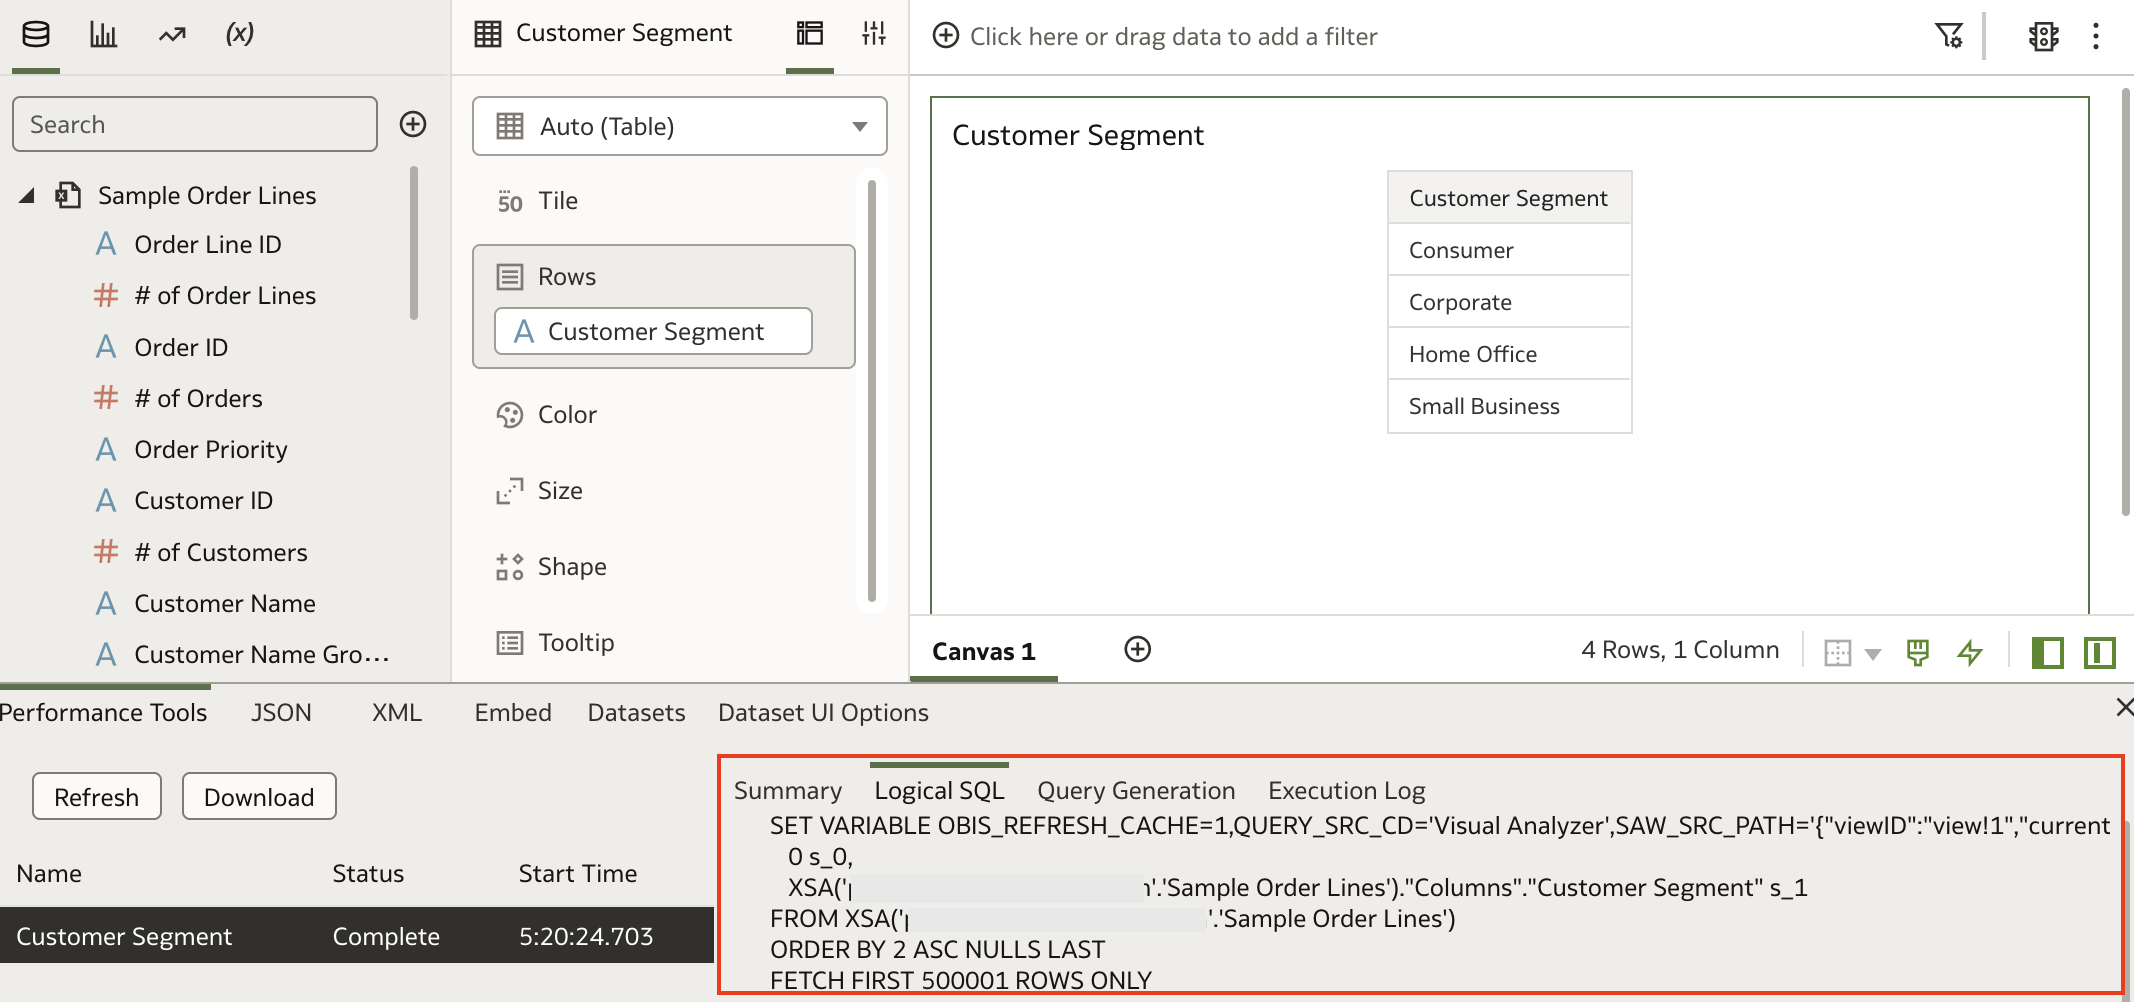 (x)
Search
Sample Order Lines
A Order Line ID
# # of Order Lines
A Order ID
# # of Orders
A Order Priority
A Customer ID
# # of Customers
A Customer Name
A Customer Name Gro...
Customer Segment
Auto (Table)
50 Tile
Rows
A Customer Segment
Color
Size
Shape
Tooltip
Click here or drag data to add a filter
Customer Segment
Customer Segment
Consumer
Corporate
Home Office
Small Business
Canvas 1
4 Rows, 1 Column
Performance Tools JSON XML Embed Datasets Dataset UI Options
Refresh Download
Name Status Start Time
Customer Segment Complete 5:20:24.703
Summary Logical SQL Query Generation Execution Log
SET VARIABLE OBIS_REFRESH_CACHE=1,QUERY_SRC_CD='Visual Analyzer',SAW_SRC_PATH='{"viewID":"view!1","current
0 s_0,
XSA(' '.'Sample Order Lines')."Columns"."Customer Segment" s_1
FROM XSA(' '.'Sample Order Lines')
ORDER BY 2 ASC NULLS LAST
FETCH FIRST 500001 ROWS ONLY